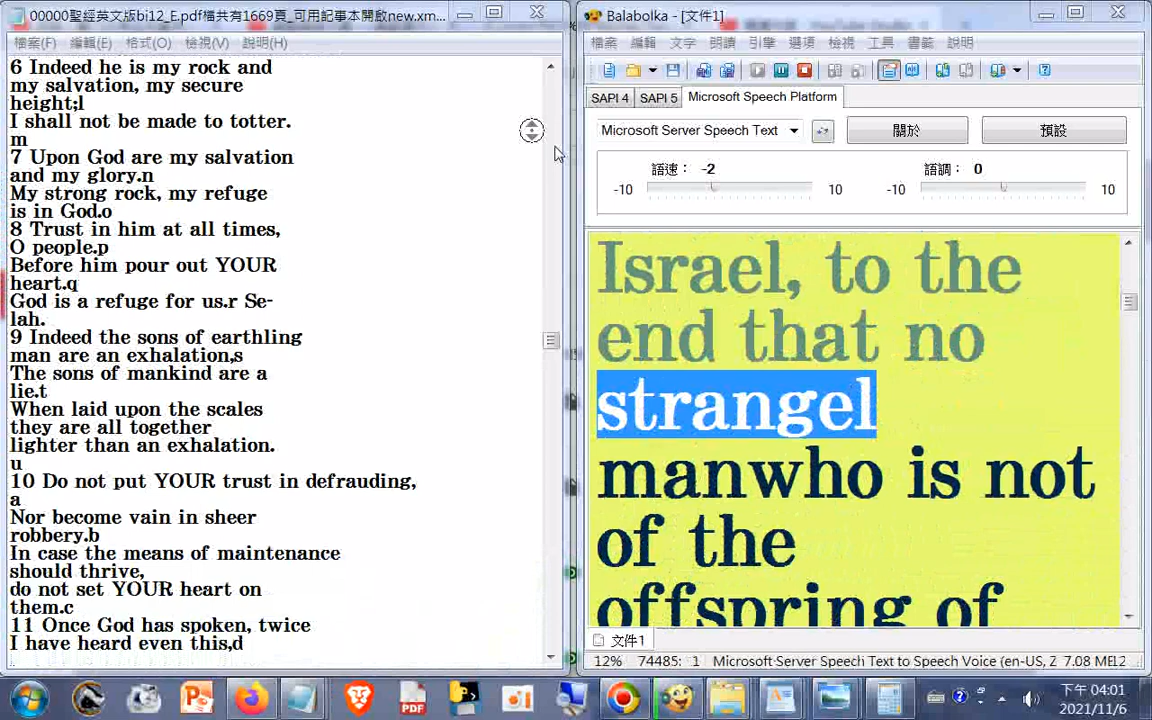 00000聖經英文版bi12_E.pdf檔共有1669頁_可用記事本開啟new.xm...
檔案(F) 編輯(E) 格式(O) 檢視(V) 說明(H)
6 Indeed he is my rock and
my salvation, my secure
height;l
I shall not be made to totter.
m
7 Upon God are my salvation
and my glory.n
My strong rock, my refuge
is in God.o
8 Trust in him at all times,
O people.p
Before him pour out YOUR
heart.q
God is a refuge for us.r Se-
lah.
9 Indeed the sons of earthling
man are an exhalation,s
The sons of mankind are a
lie.t
When laid upon the scales
they are all together
lighter than an exhalation.
u
10 Do not put YOUR trust in defrauding,
a
Nor become vain in sheer
robbery.b
In case the means of maintenance
should thrive,
do not set YOUR heart on
them.c
11 Once God has spoken, twice
I have heard even this,d
Balabolka - [文件1]
檔案 編輯 文字 朗讀 引擎 選項 檢視 工具 書籤 說明
SAPI 4 SAPI 5 Microsoft Speech Platform
Microsoft Server Speech Text 關於 預設
語速： -2 語調： 0
-10 10 -10 10
Israel, to the
end that no
strangel
manwho is not
of the
offspring of
文件1
12% 74485: 1 Microsoft Server Speech Text to Speech Voice (en-US, Z 7.08 ME12
下午 04:01
2021/11/6